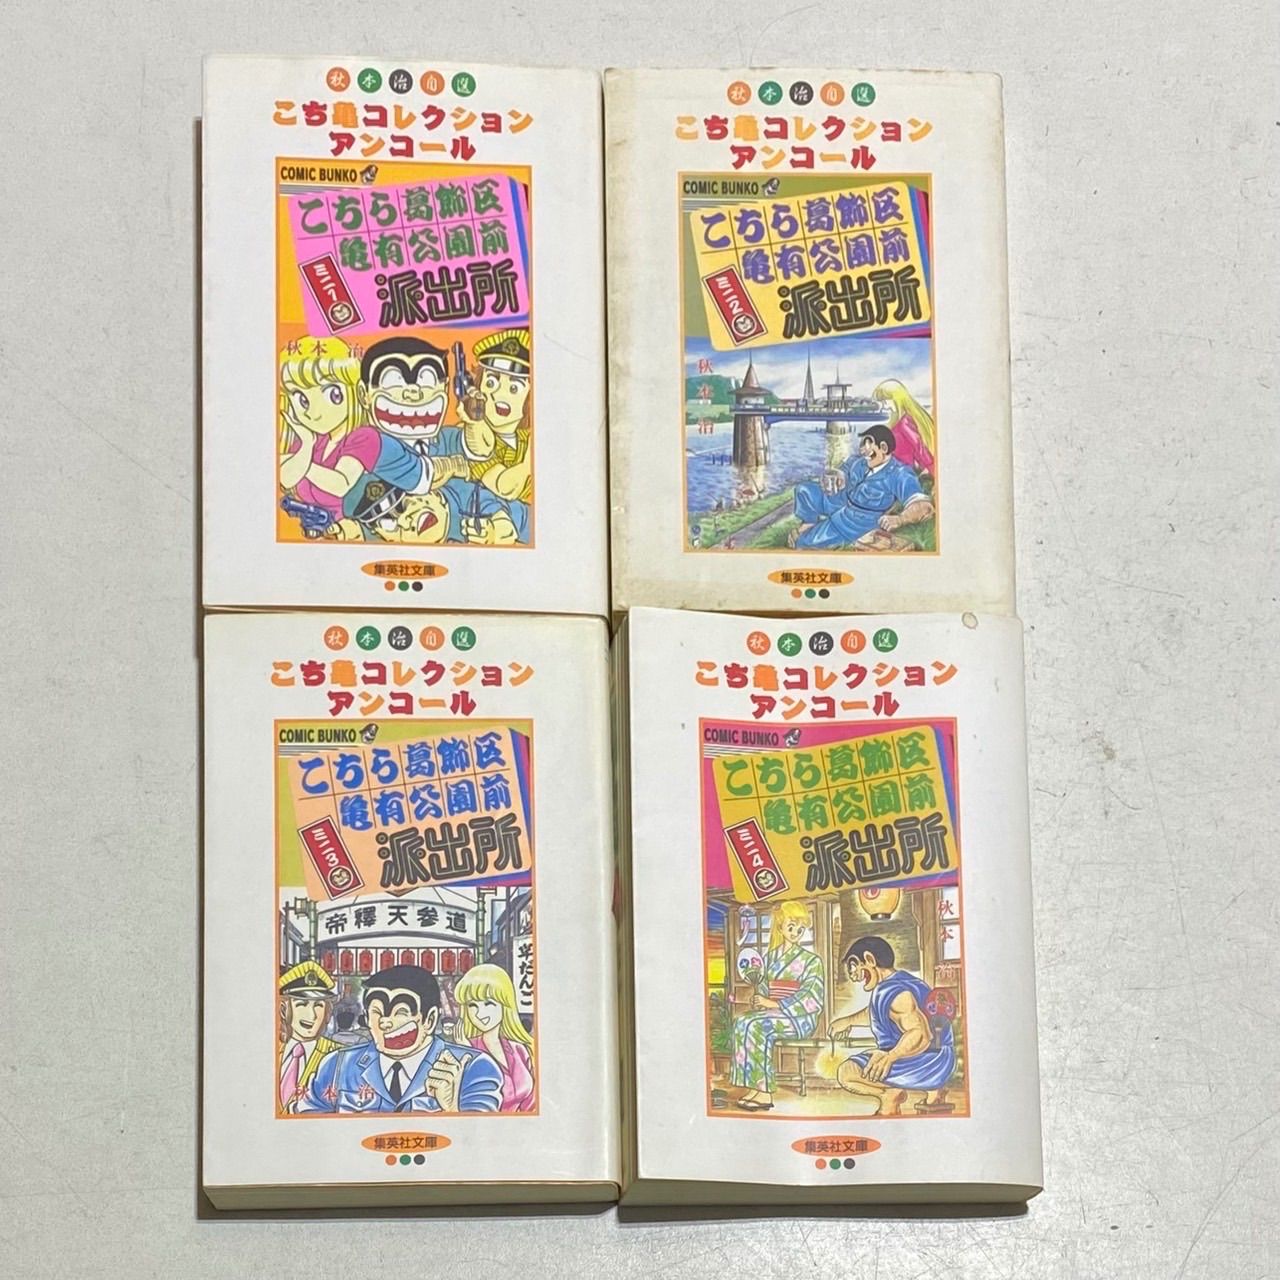 秋本治自選
こち亀コレクション
アンコール
COMIC BUNKO
こちら葛飾区
亀有公園前
派出所
ミニ1
秋本治
集英社文庫
秋本治自選
こち亀コレクション
アンコール
COMIC BUNKO
こちら葛飾区
亀有公園前
派出所
ミニ2
秋本治
集英社文庫
秋本治自選
こち亀コレクション
アンコール
COMIC BUNKO
こちら葛飾区
亀有公園前
派出所
ミニ3
帝釋天参道
草だんご
秋本治
集英社文庫
秋本治自選
こち亀コレクション
アンコール
COMIC BUNKO
こちら葛飾区
亀有公園前
派出所
ミニ4
秋本治
集英社文庫